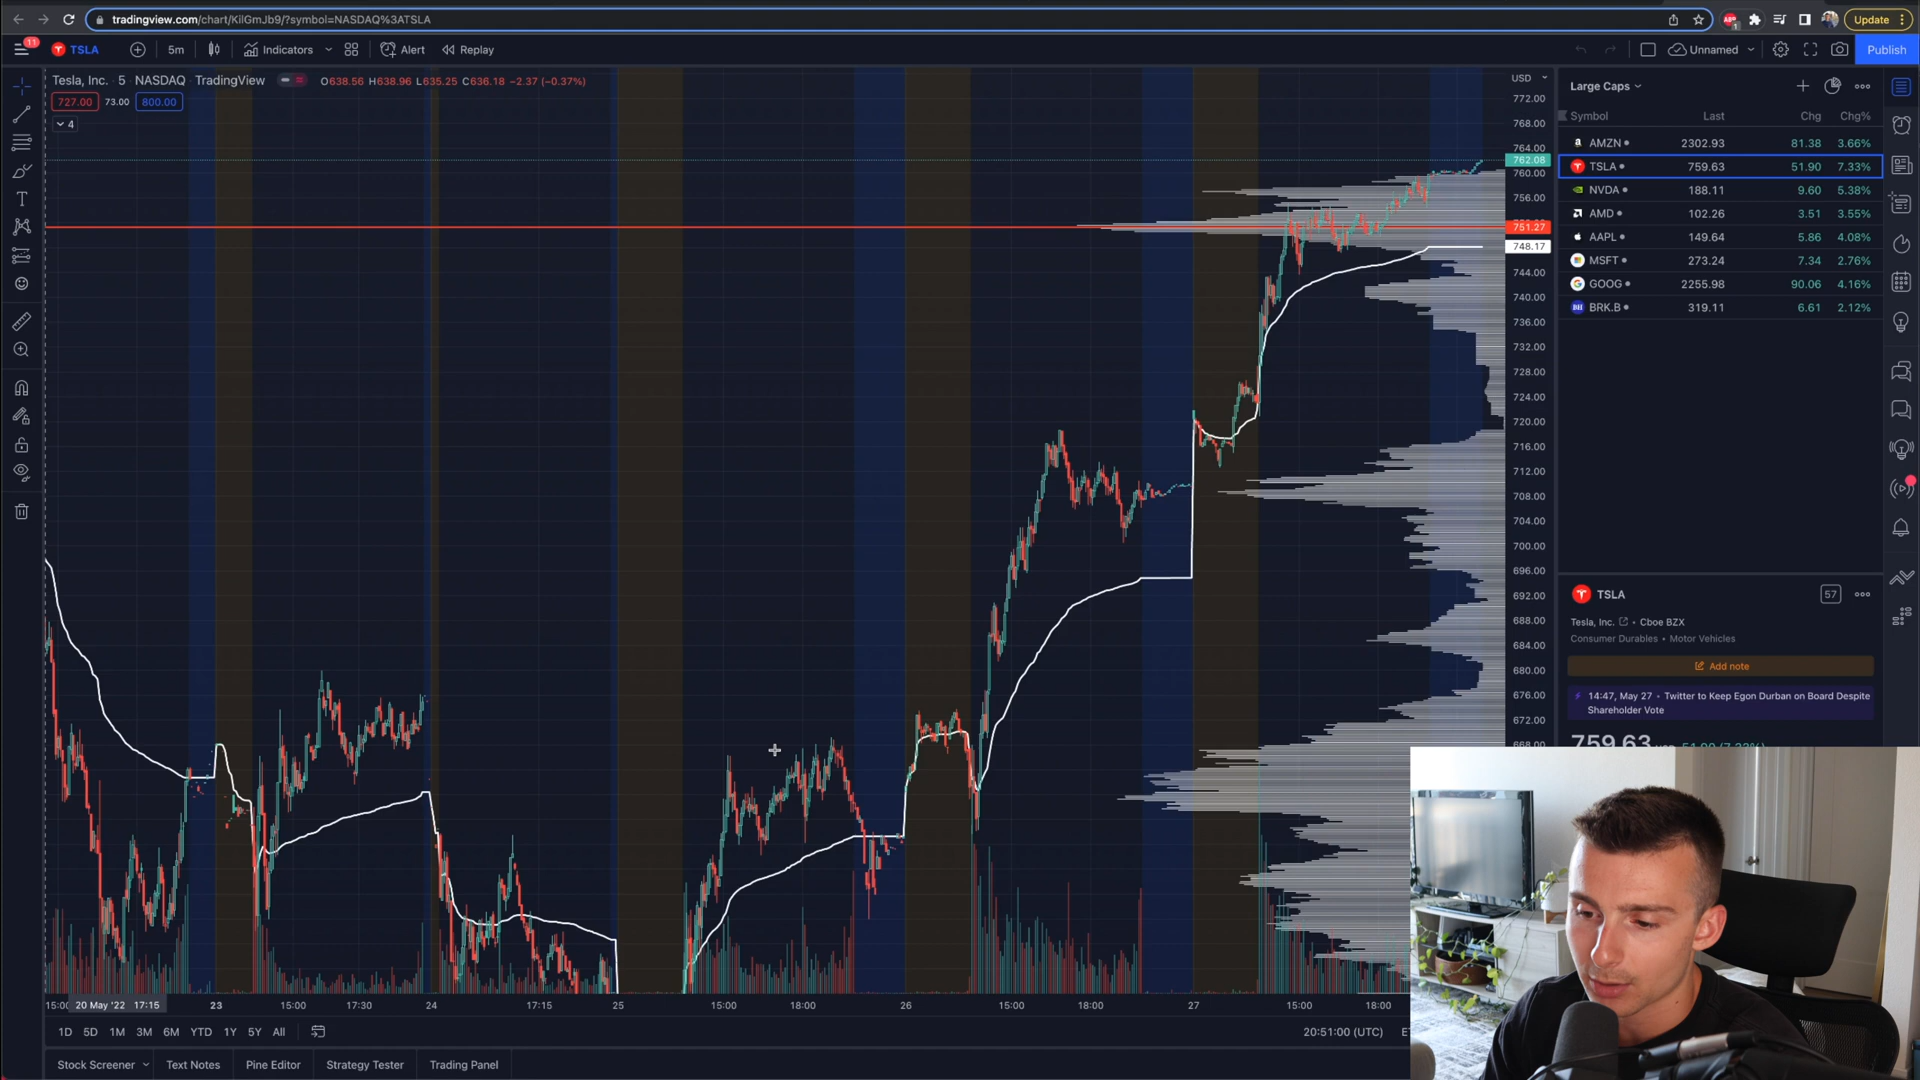 tradingview.com/chart/KilGmJb9/?symbol=NASDAQ%3ATSLA
Update
11
TSLA
5m
Indicators
Alert
Replay
Unnamed
Publish
Tesla, Inc. · 5 · NASDAQ · TradingView
O638.56 H638.96 L635.25 C636.18 −2.37 (−0.37%)
727.00 73.00 800.00
4
USD
772.00
768.00
764.00
762.08
760.00
756.00
751.27
748.17
744.00
740.00
736.00
732.00
728.00
724.00
720.00
716.00
712.00
708.00
704.00
700.00
696.00
692.00
688.00
684.00
680.00
676.00
672.00
668.00
Large Caps
Symbol Last Chg Chg%
AMZN 2302.93 81.38 3.66%
TSLA 759.63 51.90 7.33%
NVDA 188.11 9.60 5.38%
AMD 102.26 3.51 3.55%
AAPL 149.64 5.86 4.08%
MSFT 273.24 7.34 2.76%
GOOG 2255.98 90.06 4.16%
BRK.B 319.11 6.61 2.12%
TSLA
57
Tesla, Inc. • Cboe BZX
Consumer Durables • Motor Vehicles
Add note
14:47, May 27 • Twitter to Keep Egon Durban on Board Despite
Shareholder Vote
759.63
20 May '22 17:15 23 15:00 17:30 24 17:15 25 15:00 18:00 26 15:00 18:00 27 15:00 18:00
1D 5D 1M 3M 6M YTD 1Y 5Y All
20:51:00 (UTC)
Stock Screener Text Notes Pine Editor Strategy Tester Trading Panel